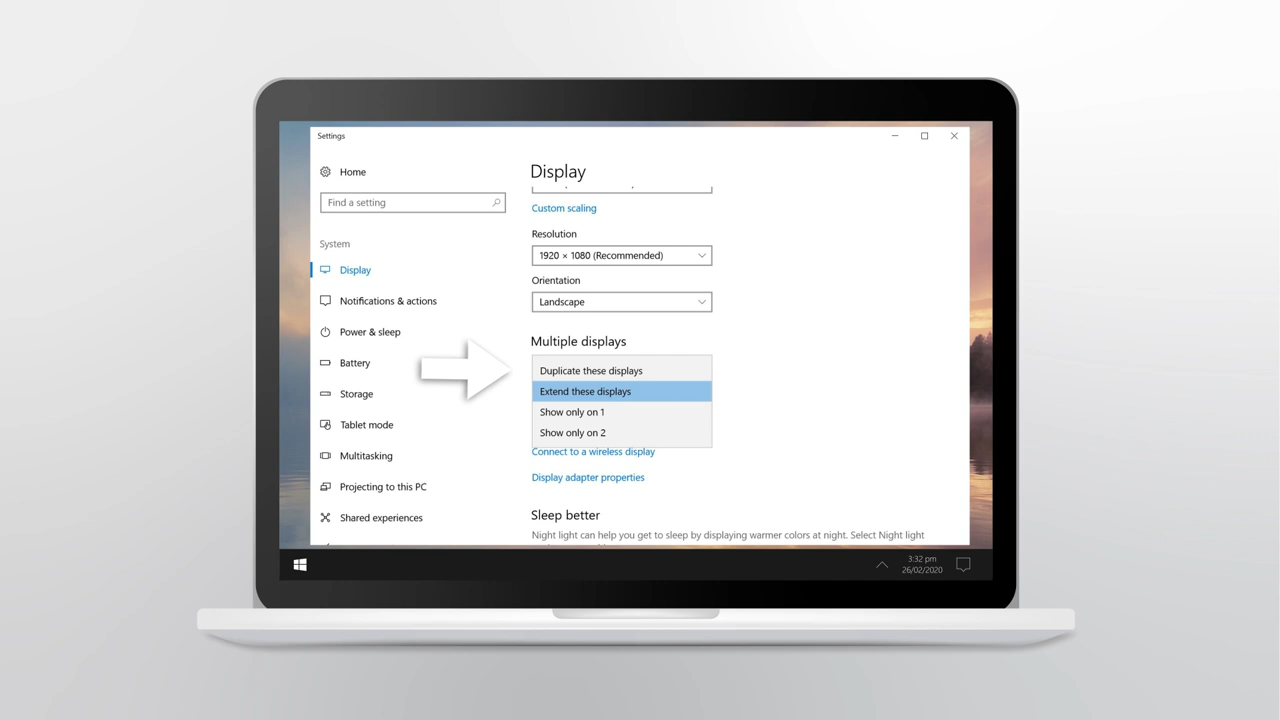 Settings
Home
Find a setting
System
Display
Notifications & actions
Power & sleep
Battery
Storage
Tablet mode
Multitasking
Projecting to this PC
Shared experiences
Display
Custom scaling
Resolution
1920 × 1080 (Recommended)
Orientation
Landscape
Multiple displays
Duplicate these displays
Extend these displays
Show only on 1
Show only on 2
Connect to a wireless display
Display adapter properties
Sleep better
Night light can help you get to sleep by displaying warmer colors at night. Select Night light
3:32 pm
26/02/2020